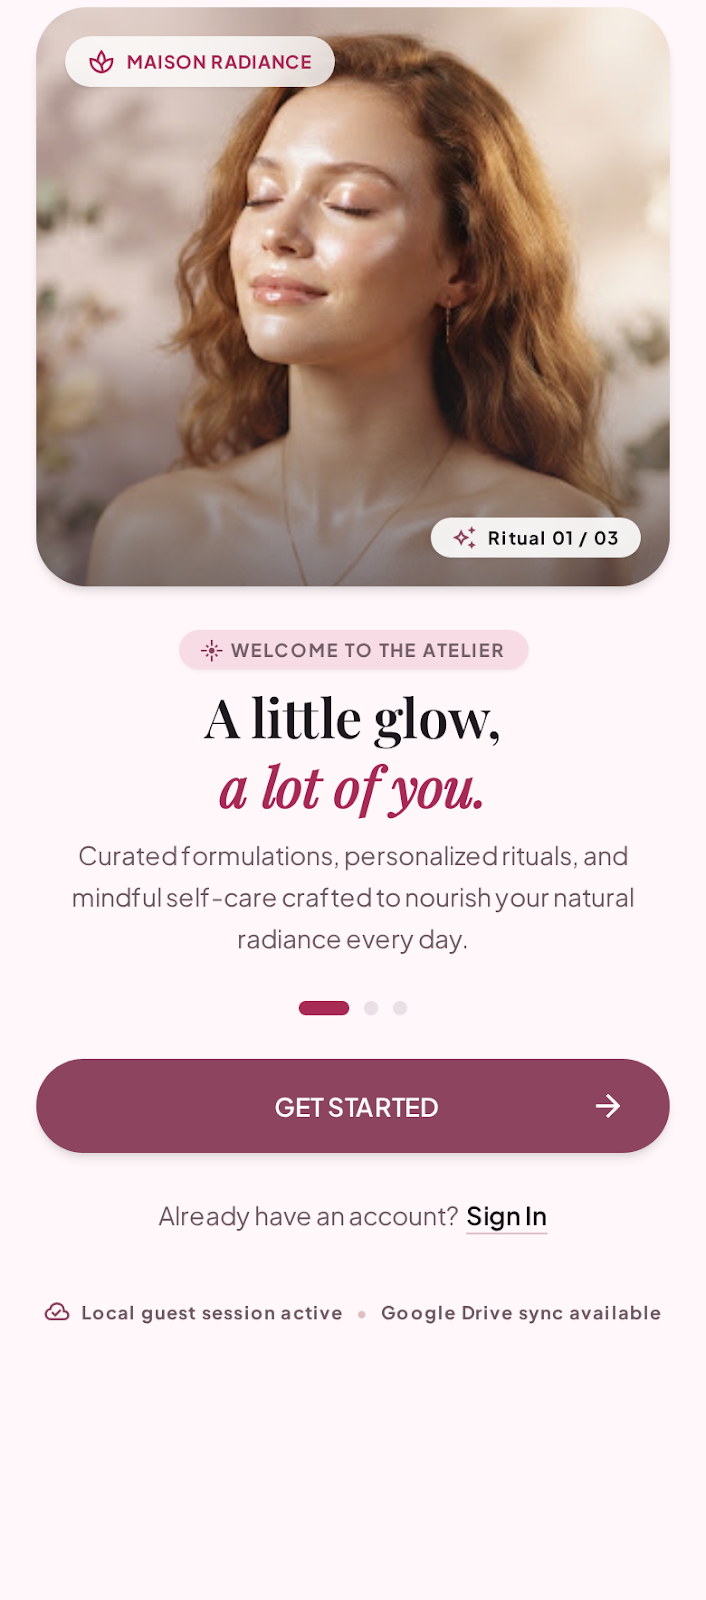 MAISON RADIANCE
Ritual 01 / 03
WELCOME TO THE ATELIER
A little glow,
a lot of you.
Curated formulations, personalized rituals, and
mindful self-care crafted to nourish your natural
radiance every day.
GET STARTED
Already have an account? Sign In
Local guest session active • Google Drive sync available